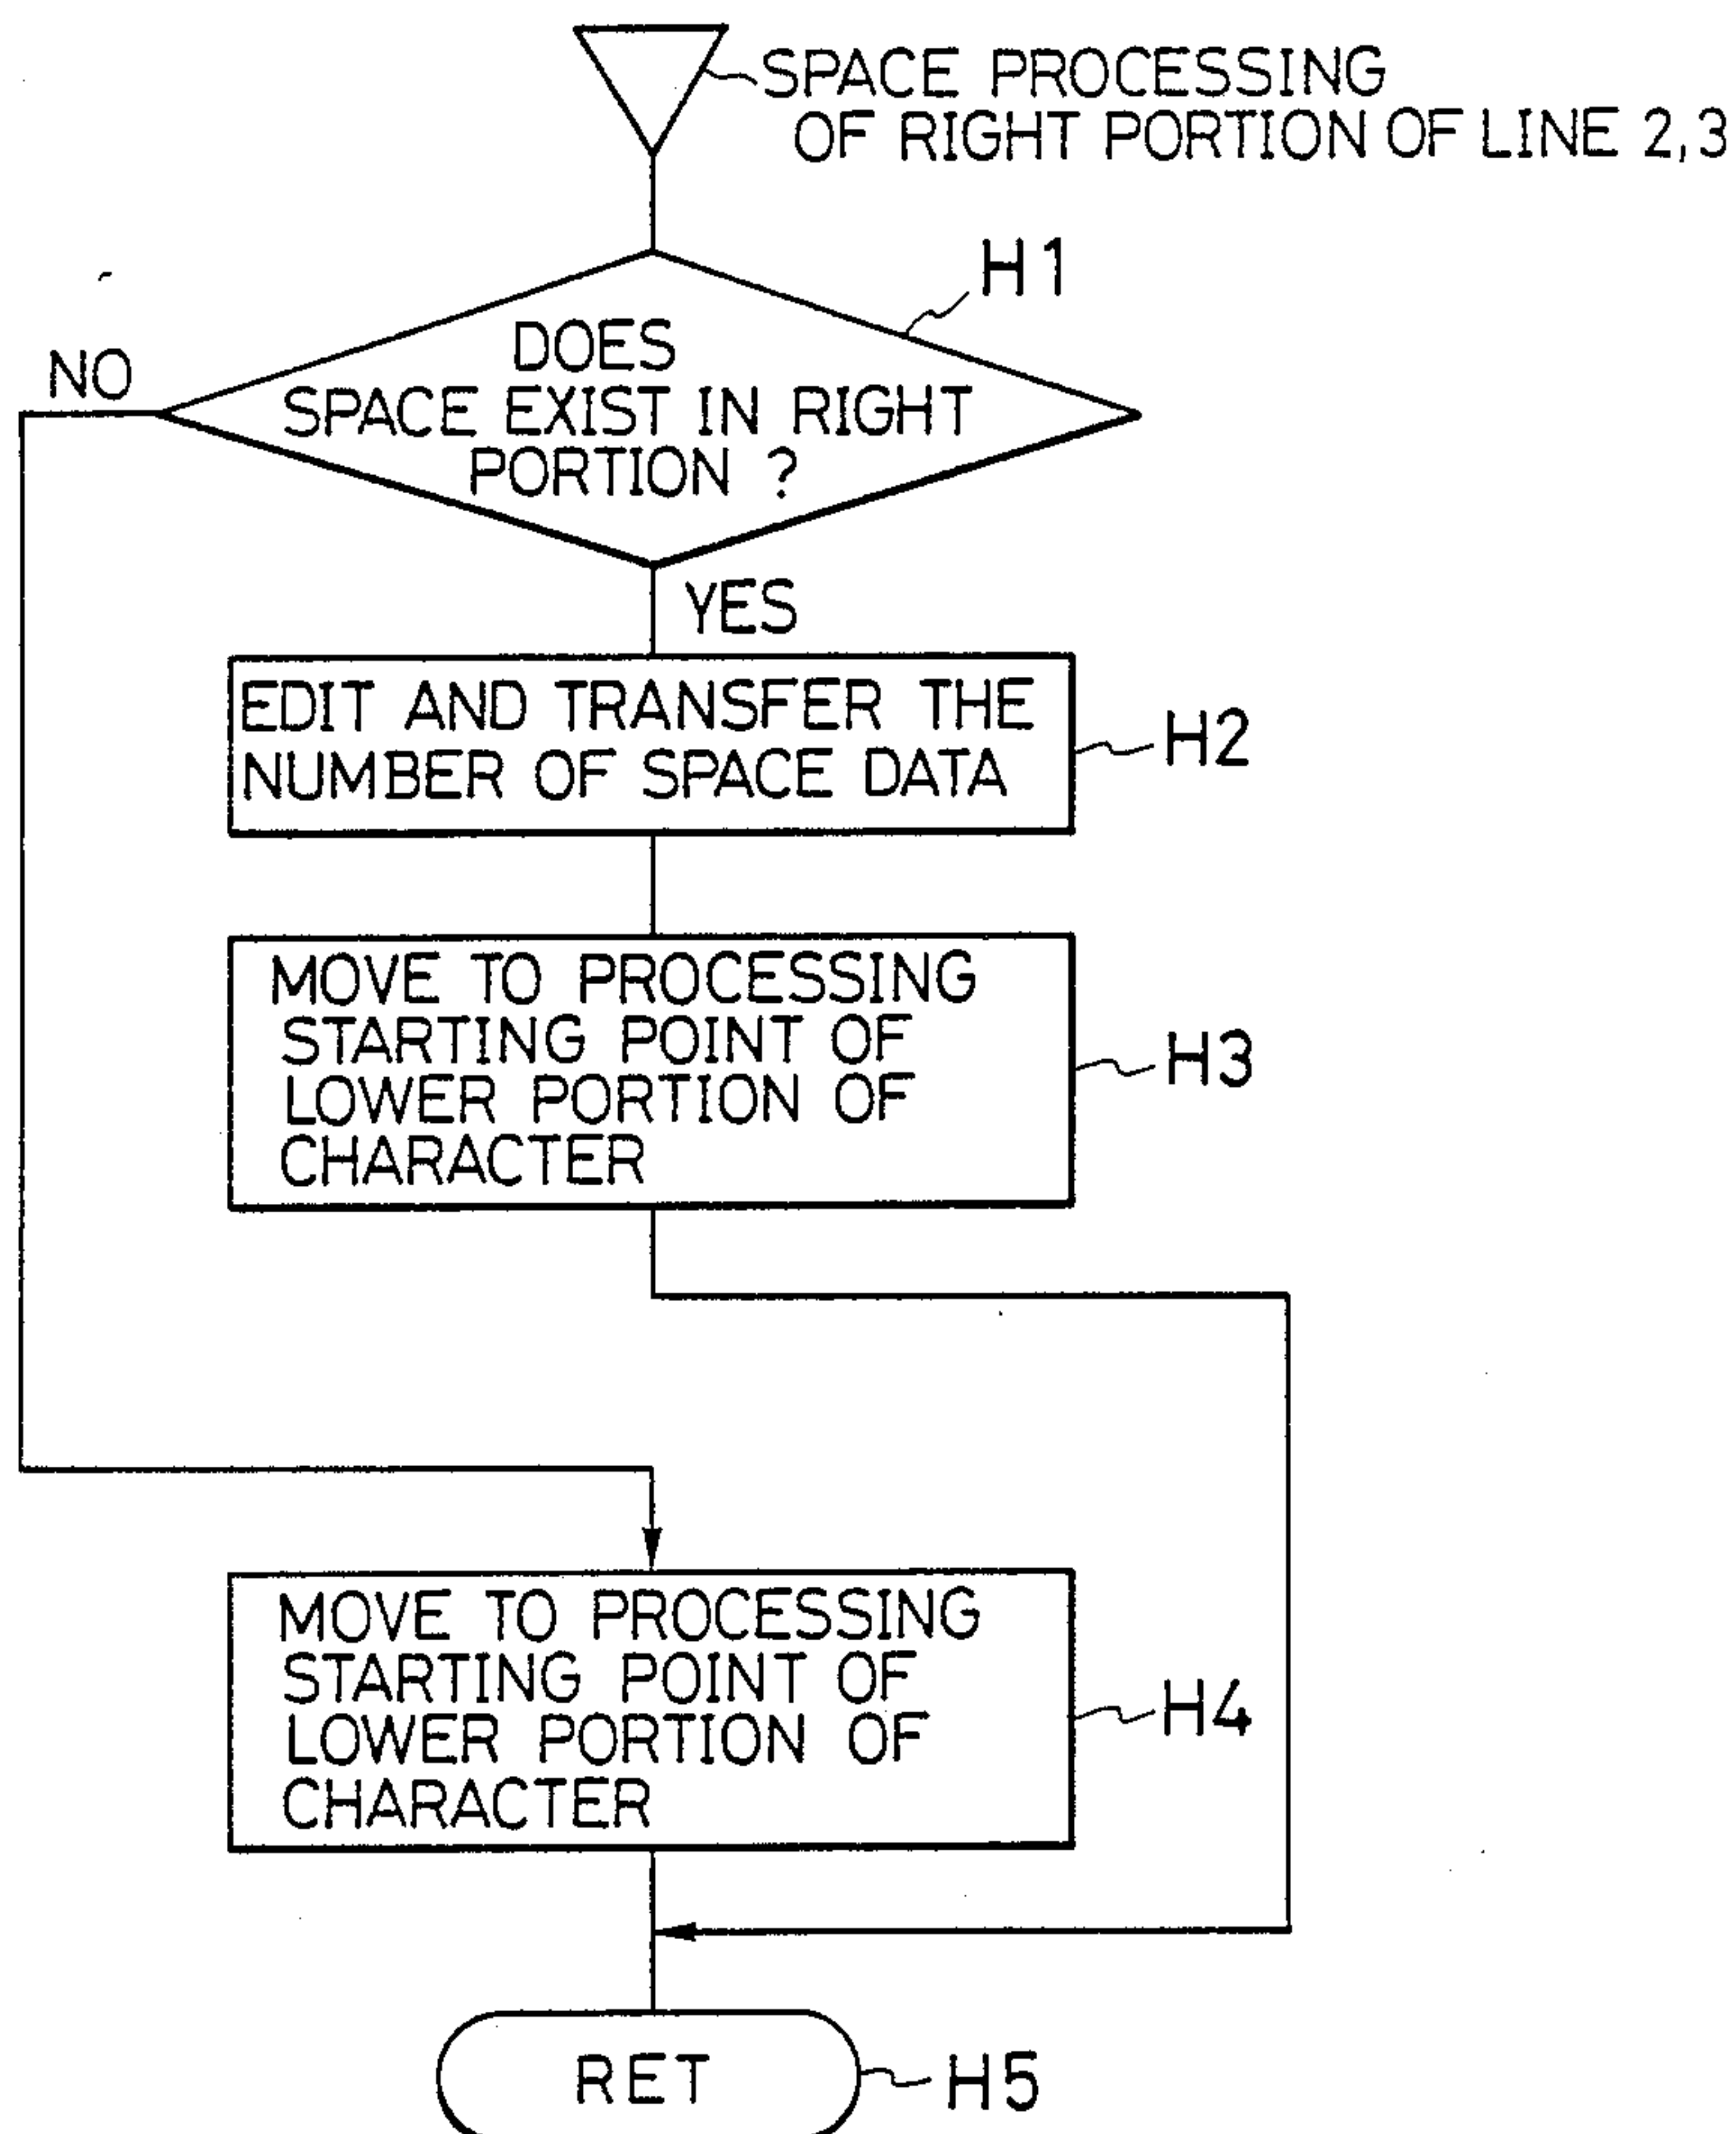 SPACE PROCESSING
OF RIGHT PORTION OF LINE 2,3
H1
NO
DOES
SPACE EXIST IN RIGHT
PORTION ?
YES
EDIT AND TRANSFER THE
NUMBER OF SPACE DATA
H2
MOVE TO PROCESSING
STARTING POINT OF
LOWER PORTION OF
CHARACTER
H3
MOVE TO PROCESSING
STARTING POINT OF
LOWER PORTION OF
CHARACTER
H4
RET
H5